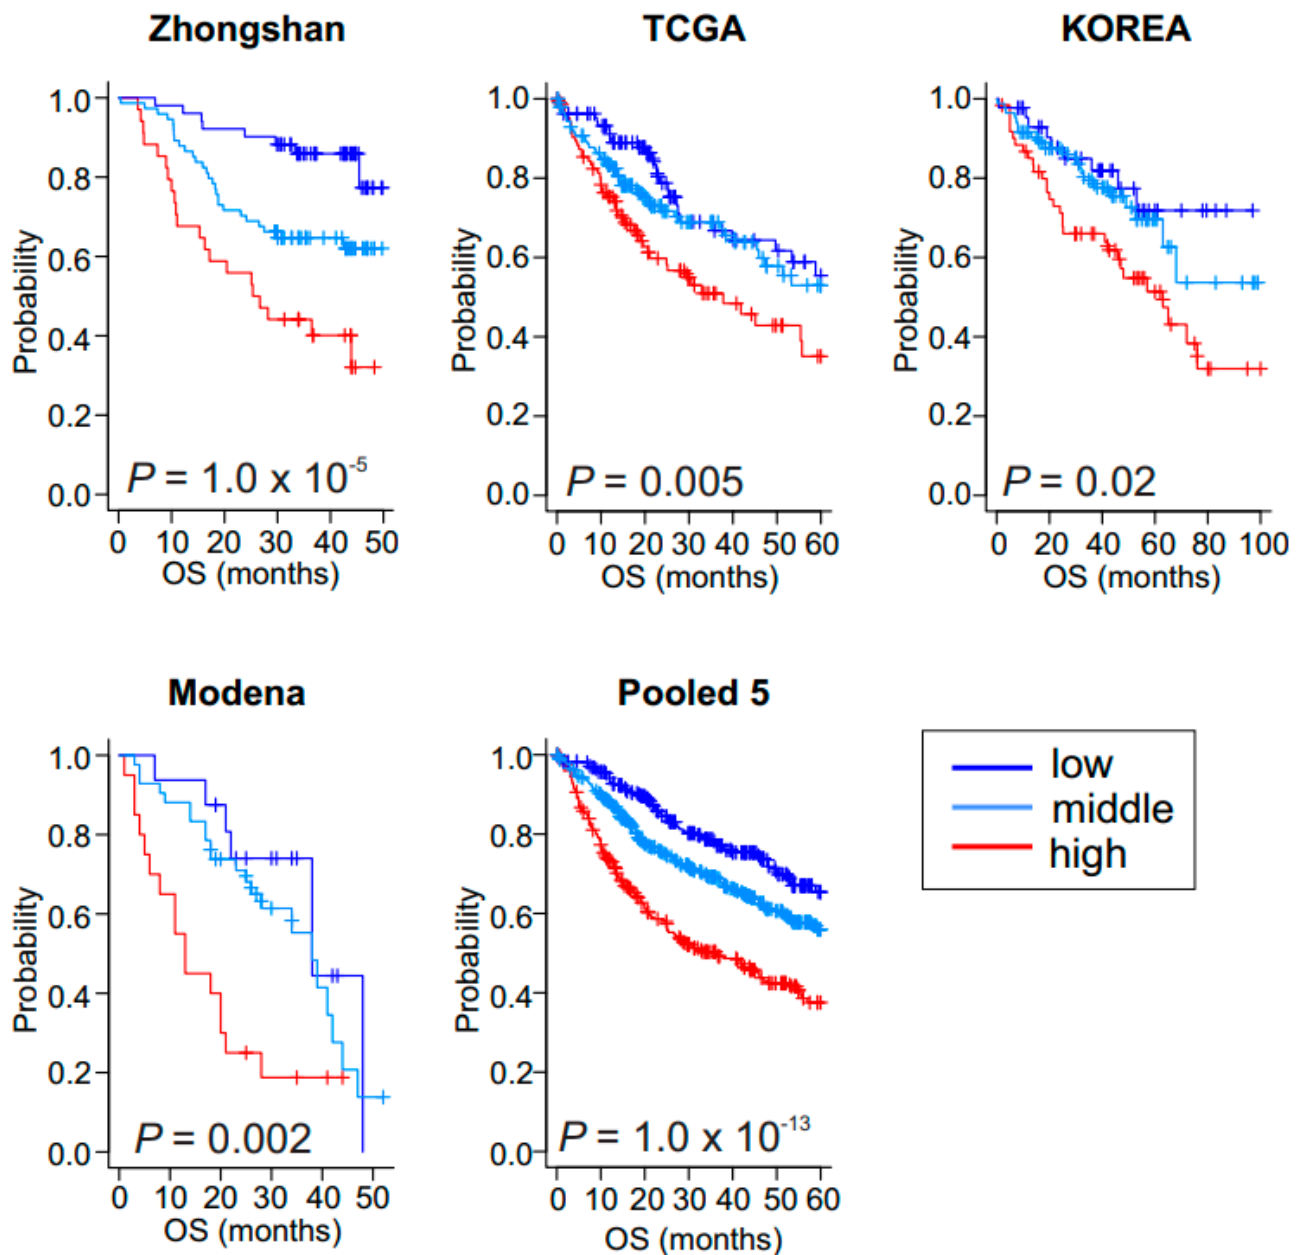 Zhongshan
TCGA
KOREA
1.0
0.8
0.6
0.4
0.2
0.0
Probability
P = 1.0 x 10⁻⁵
0 10 20 30 40 50
OS (months)
1.0
0.8
0.6
0.4
0.2
0.0
Probability
P = 0.005
0 10 20 30 40 50 60
OS (months)
1.0
0.8
0.6
0.4
0.2
0.0
Probability
P = 0.02
0 20 40 60 80 100
OS (months)
Modena
Pooled 5
1.0
0.8
0.6
0.4
0.2
0.0
Probability
P = 0.002
0 10 20 30 40 50
OS (months)
1.0
0.8
0.6
0.4
0.2
0.0
Probability
P = 1.0 x 10⁻¹³
0 10 20 30 40 50 60
OS (months)
low
middle
high